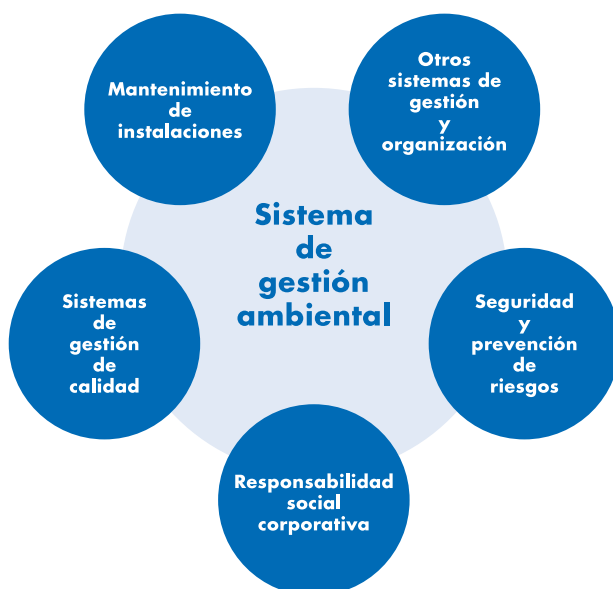 Mantenimiento
de
instalaciones
Otros
sistemas de
gestión
y
organización
Sistema
de
gestión
ambiental
Sistemas
de
gestión
de
calidad
Seguridad
y
prevención
de
riesgos
Responsabilidad
social
corporativa